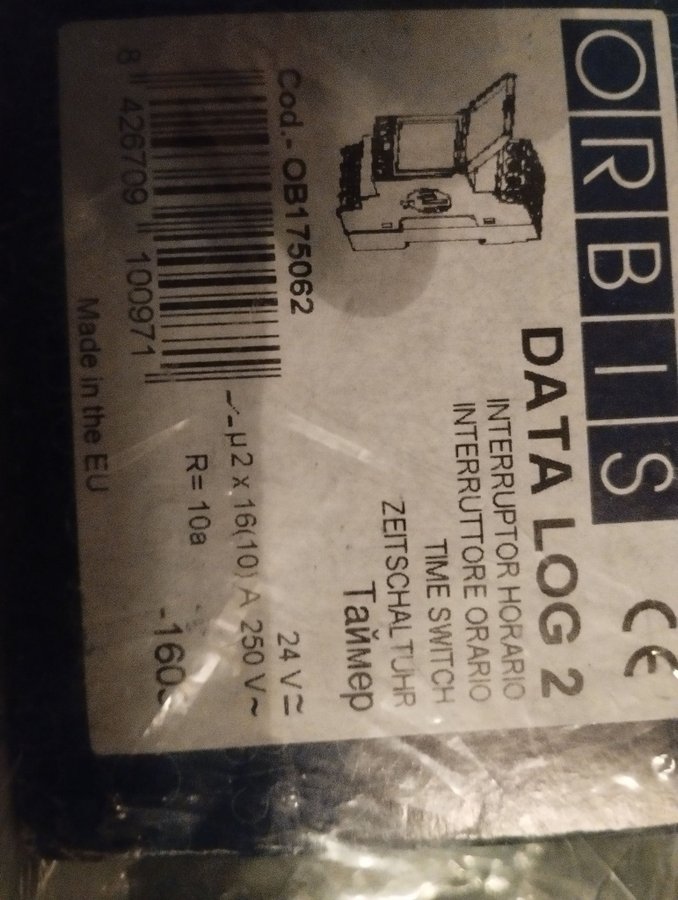 ORBIS
CE
DATA LOG 2
INTERRUPTOR HORARIO
INTERRUTTORE ORARIO
TIME SWITCH
ZEITSCHALTUHR
Таймер
Cod.- OB175062
24 V
µ 2 x 16(10) A 250 V~
R= 10a
8 426709 100971
Made in the EU